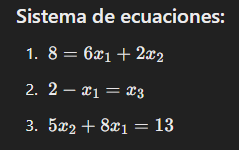 Sistema de ecuaciones:
1. 8 = 6x₁ + 2x₂
2. 2 − x₁ = x₃
3. 5x₂ + 8x₁ = 13